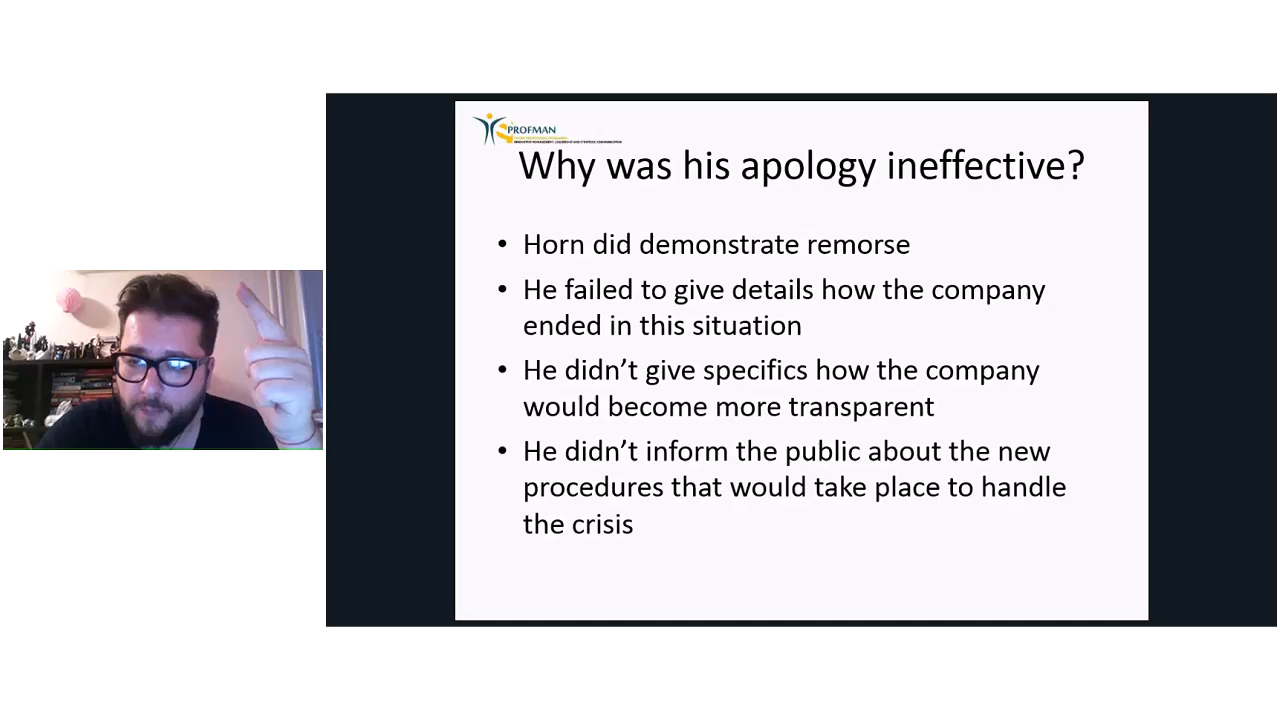 PROFMAN
Why was his apology ineffective?
• Horn did demonstrate remorse
• He failed to give details how the company
ended in this situation
• He didn’t give specifics how the company
would become more transparent
• He didn’t inform the public about the new
procedures that would take place to handle
the crisis